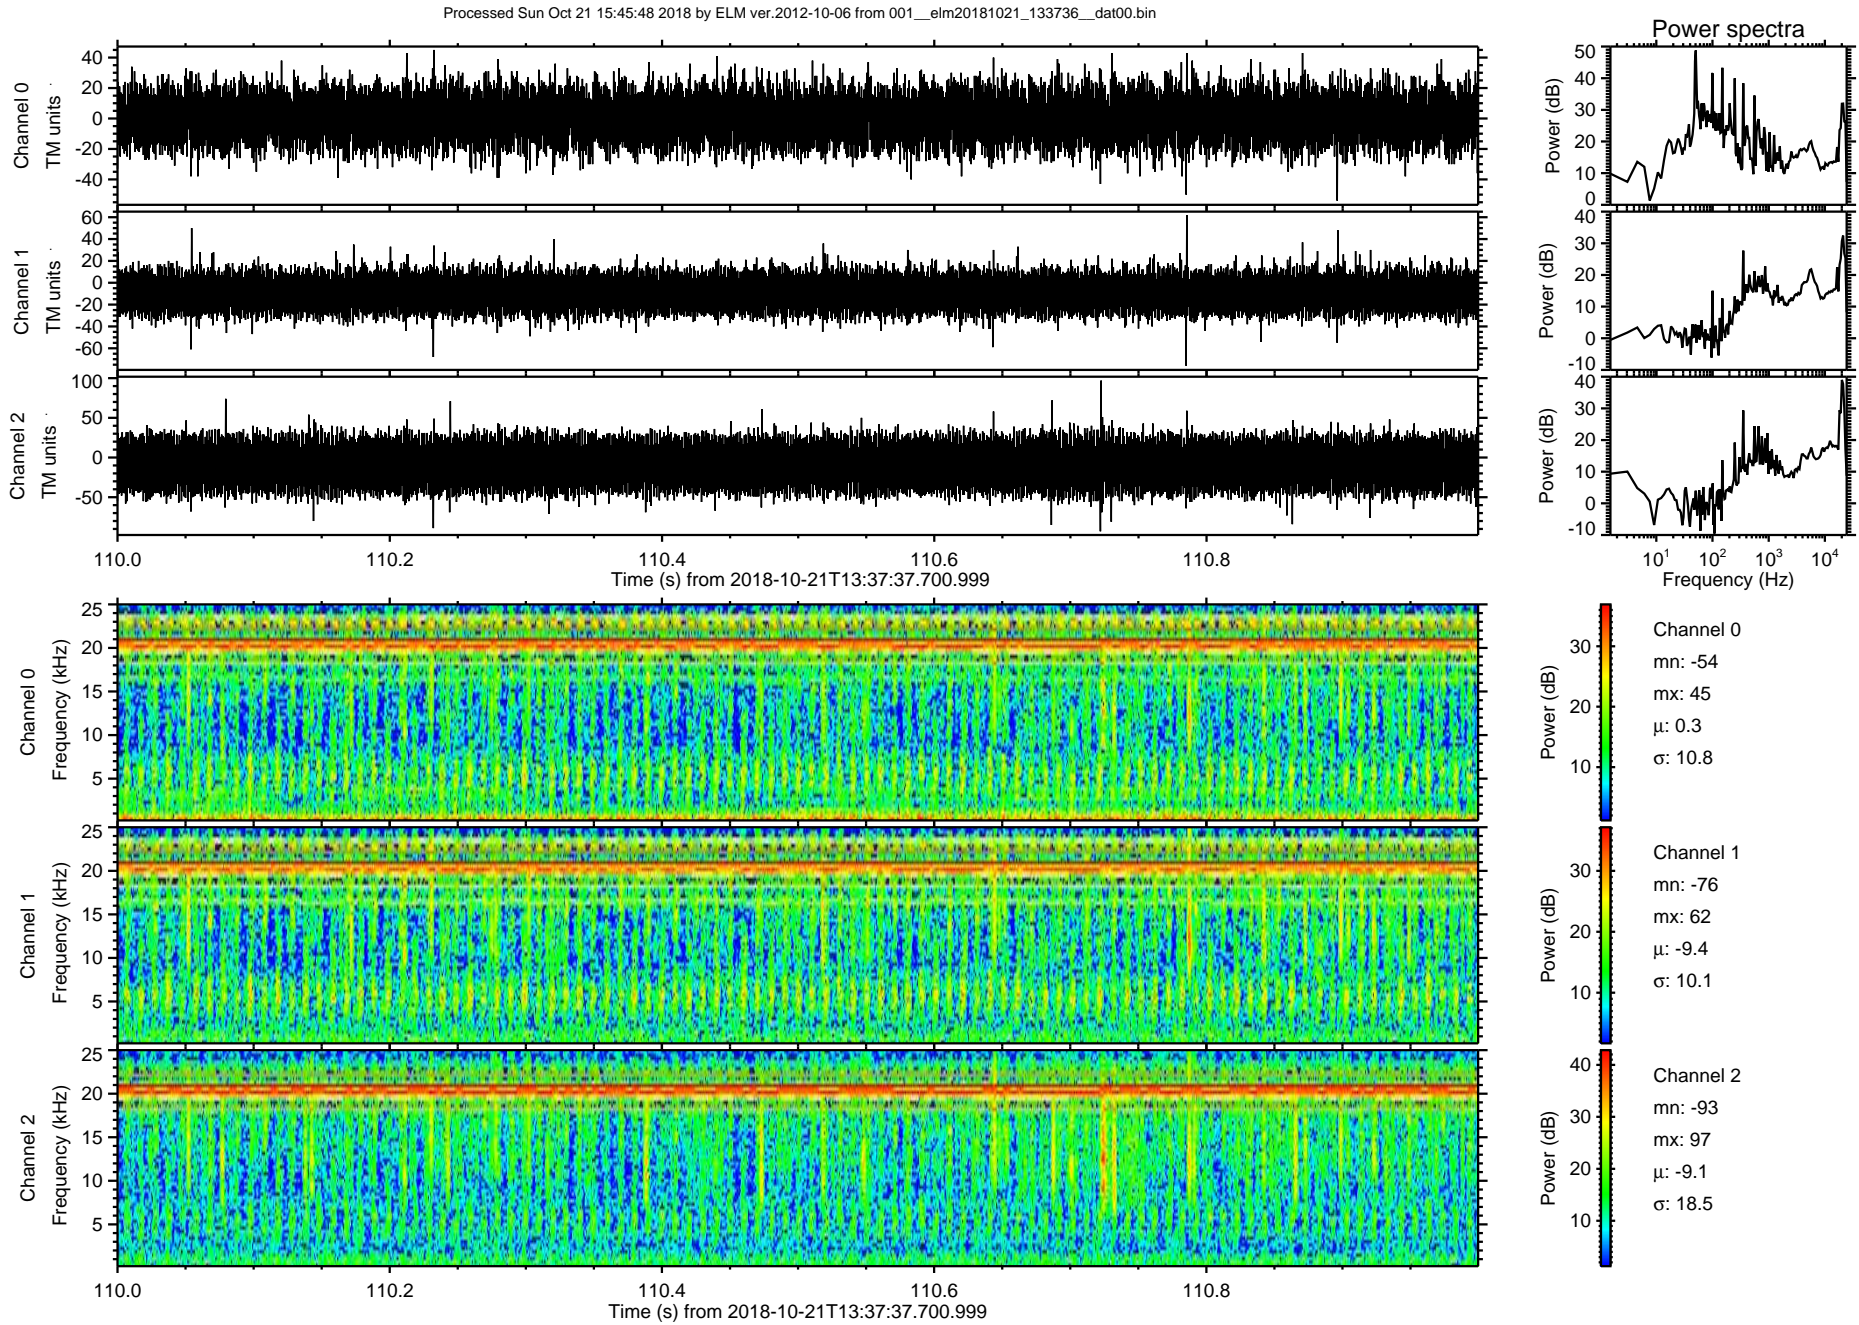 Processed Sun Oct 21 15:45:48 2018 by ELM ver.2012-10-06 from 001__elm20181021_133736__dat00.bin
Power spectra
Channel 0
TM units
40
20
0
-20
-40
Power (dB)
50
40
30
20
10
0
Channel 1
TM units
60
40
20
0
-20
-40
-60
Power (dB)
40
30
20
10
0
-10
Channel 2
TM units
100
50
0
-50
Power (dB)
40
30
20
10
0
-10
110.0 110.2 110.4 110.6 110.8
Time (s) from 2018-10-21T13:37:37.700.999
10^1 10^2 10^3 10^4
Frequency (Hz)
Channel 0
Frequency (kHz)
25
20
15
10
5
Power (dB)
30
20
10
Channel 0
mn: -54
mx: 45
μ: 0.3
σ: 10.8
Channel 1
Frequency (kHz)
25
20
15
10
5
Power (dB)
30
20
10
Channel 1
mn: -76
mx: 62
μ: -9.4
σ: 10.1
Channel 2
Frequency (kHz)
25
20
15
10
5
Power (dB)
40
30
20
10
Channel 2
mn: -93
mx: 97
μ: -9.1
σ: 18.5
110.0 110.2 110.4 110.6 110.8
Time (s) from 2018-10-21T13:37:37.700.999